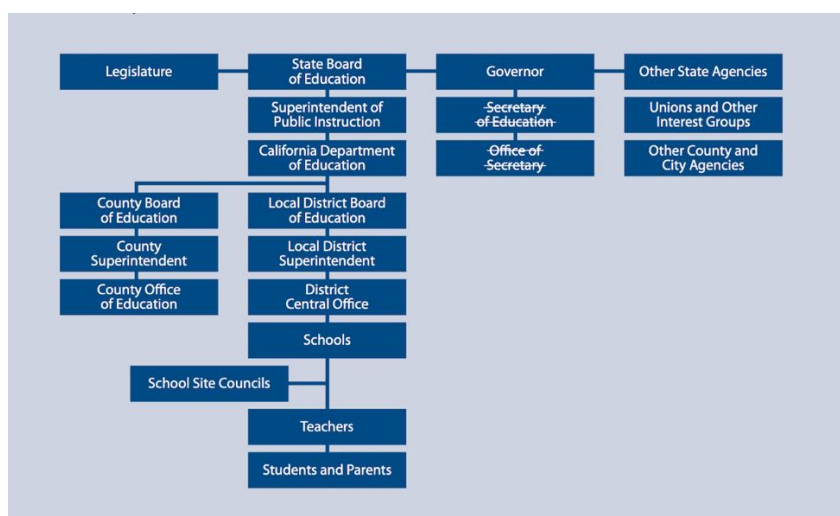 Legislature
State Board
of Education
Governor
Other State Agencies
Superintendent of
Public Instruction
Secretary
of Education
Unions and Other
Interest Groups
California Department
of Education
Office of
Secretary
Other County and
City Agencies
County Board
of Education
Local District Board
of Education
County
Superintendent
Local District
Superintendent
County Office
of Education
District
Central Office
Schools
School Site Councils
Teachers
Students and Parents